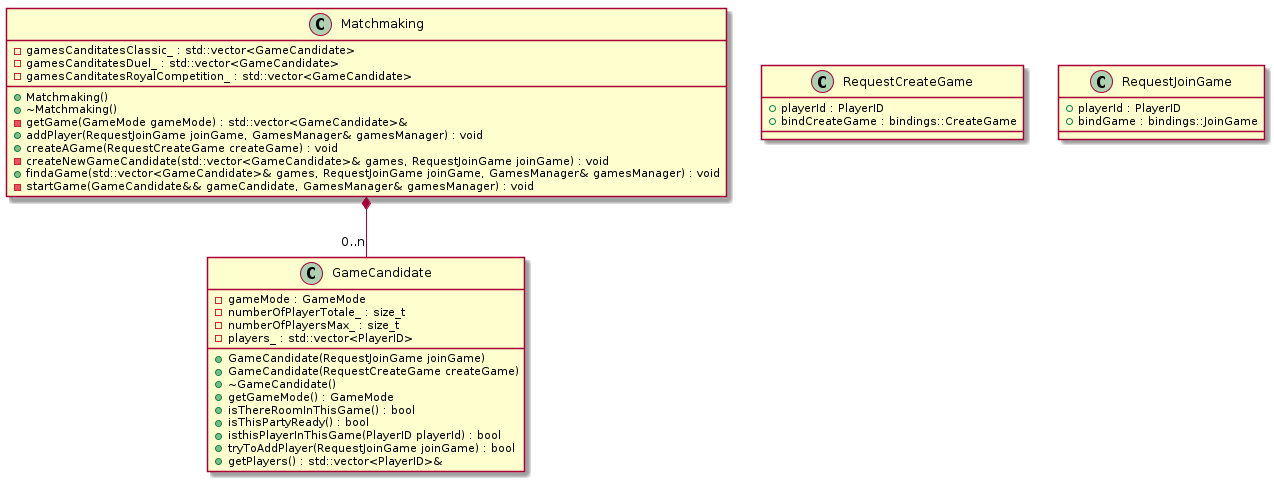 C Matchmaking
gamesCanditatesClassic_ : std::vector<GameCandidate>
gamesCanditatesDuel_ : std::vector<GameCandidate>
gamesCanditatesRoyalCompetition_ : std::vector<GameCandidate>
Matchmaking()
~Matchmaking()
getGame(GameMode gameMode) : std::vector<GameCandidate>&
addPlayer(RequestJoinGame joinGame, GamesManager& gamesManager) : void
createAGame(RequestCreateGame createGame) : void
createNewGameCandidate(std::vector<GameCandidate>& games, RequestJoinGame joinGame) : void
findaGame(std::vector<GameCandidate>& games, RequestJoinGame joinGame, GamesManager& gamesManager) : void
startGame(GameCandidate&& gameCandidate, GamesManager& gamesManager) : void
C RequestCreateGame
playerId : PlayerID
bindCreateGame : bindings::CreateGame
C RequestJoinGame
playerId : PlayerID
bindGame : bindings::JoinGame
0..n
C GameCandidate
gameMode : GameMode
numberOfPlayerTotale_ : size_t
numberOfPlayersMax_ : size_t
players_ : std::vector<PlayerID>
GameCandidate(RequestJoinGame joinGame)
GameCandidate(RequestCreateGame createGame)
~GameCandidate()
getGameMode() : GameMode
isThereRoomInThisGame() : bool
isThisPartyReady() : bool
isthisPlayerInThisGame(PlayerID playerId) : bool
tryToAddPlayer(RequestJoinGame joinGame) : bool
getPlayers() : std::vector<PlayerID>&